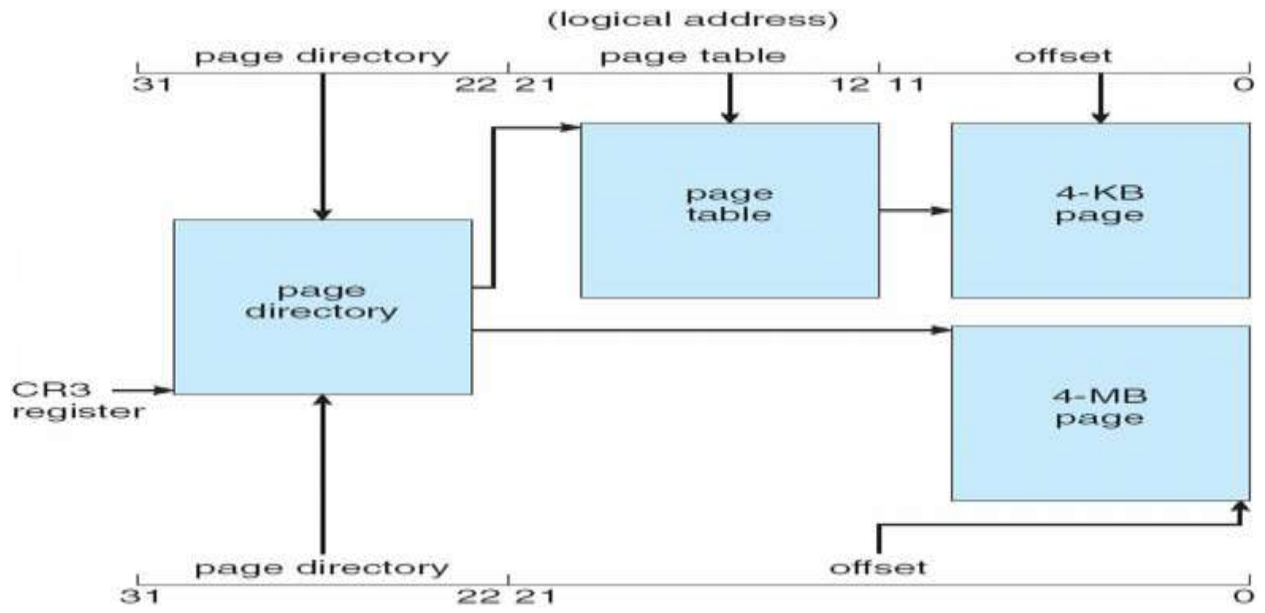 (logical address)
page directory page table offset
31 22 21 12 11 0
page
table
4-KB
page
page
directory
CR3
register
4-MB
page
page directory offset
31 22 21 0